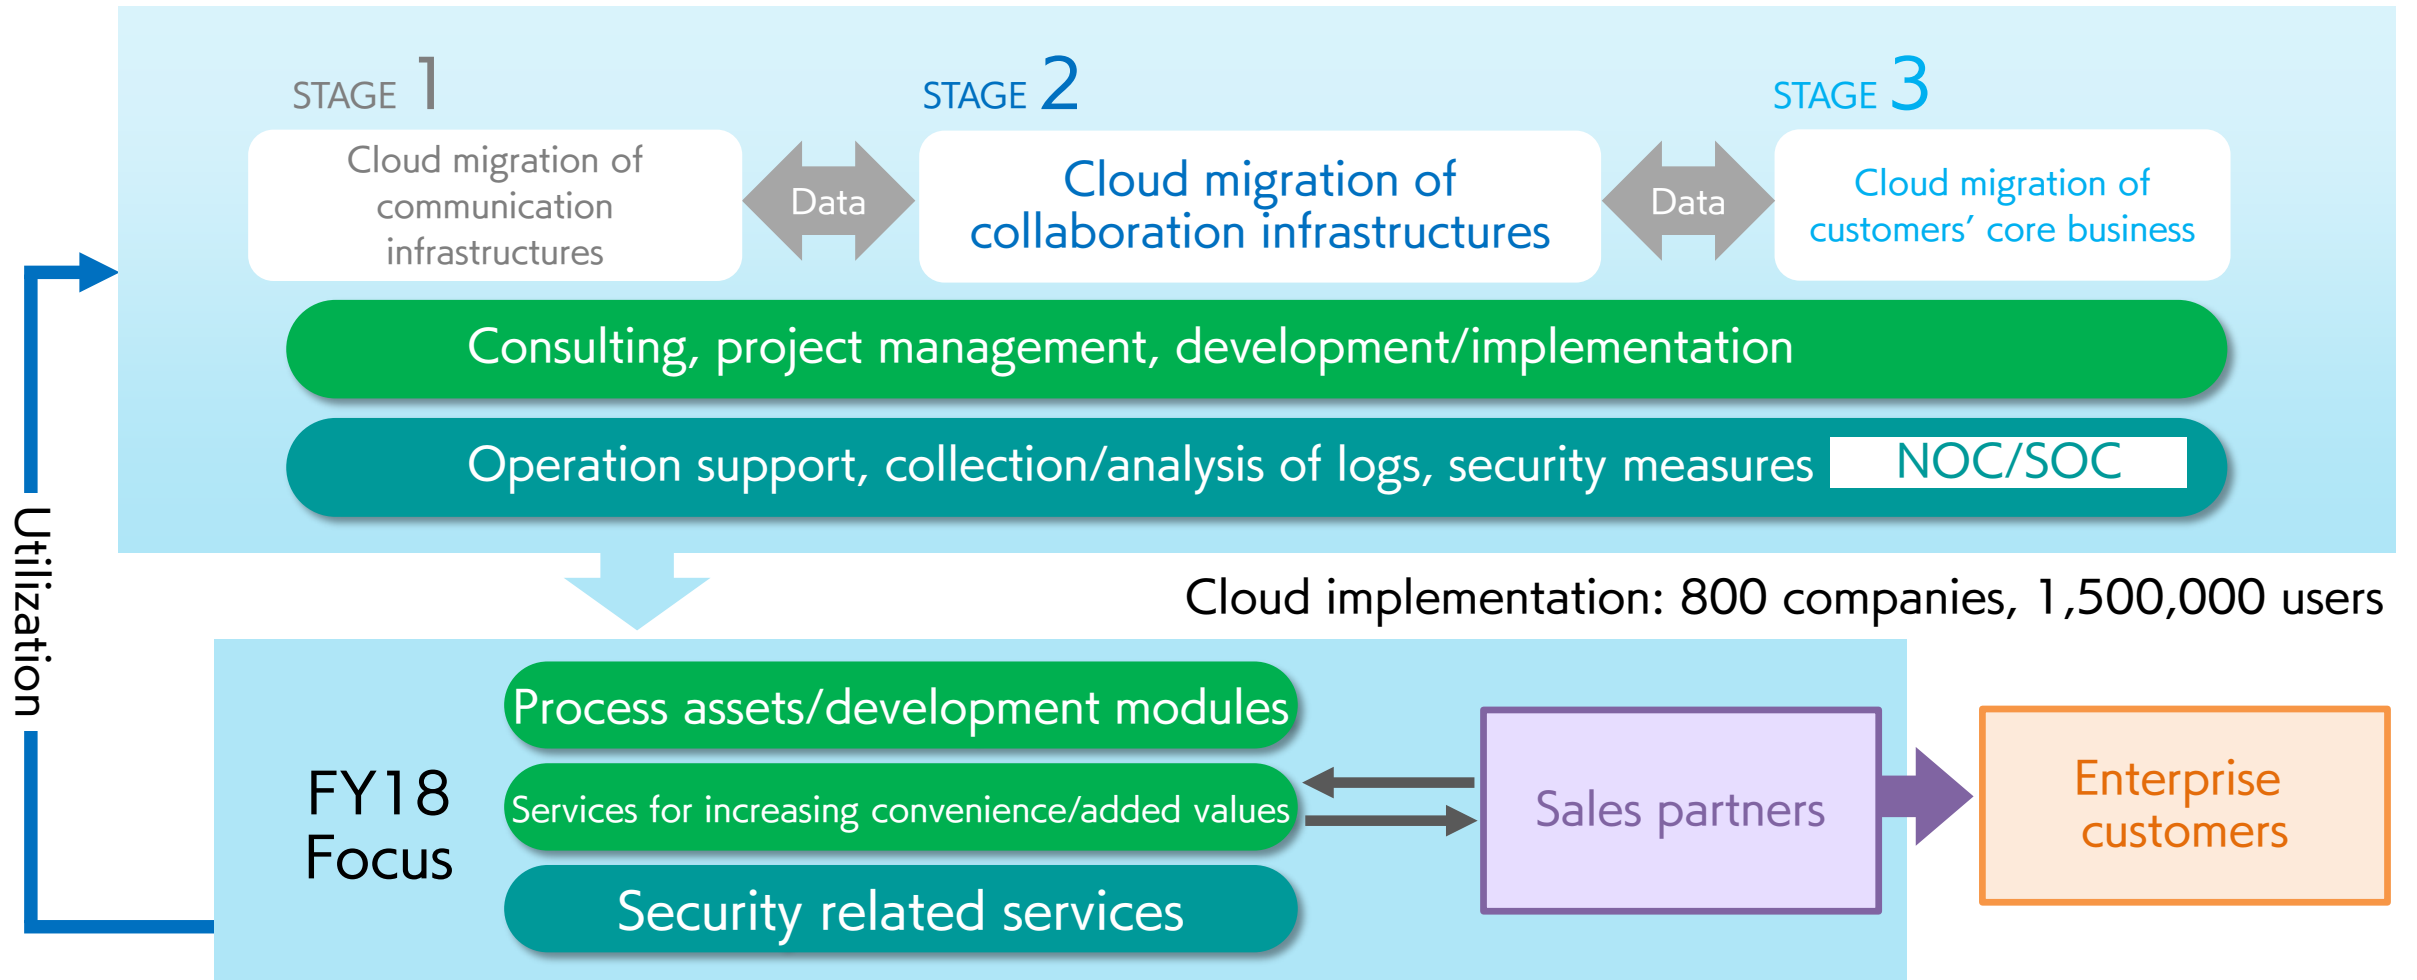 STAGE 1
Cloud migration of
communication
infrastructures
Data
STAGE 2
Cloud migration of
collaboration infrastructures
Data
STAGE 3
Cloud migration of
customers’ core business
Consulting, project management, development/implementation
Operation support, collection/analysis of logs, security measures
NOC/SOC
Utilization
Cloud implementation: 800 companies, 1,500,000 users
FY18
Focus
Process assets/development modules
Services for increasing convenience/added values
Security related services
Sales partners
Enterprise
customers